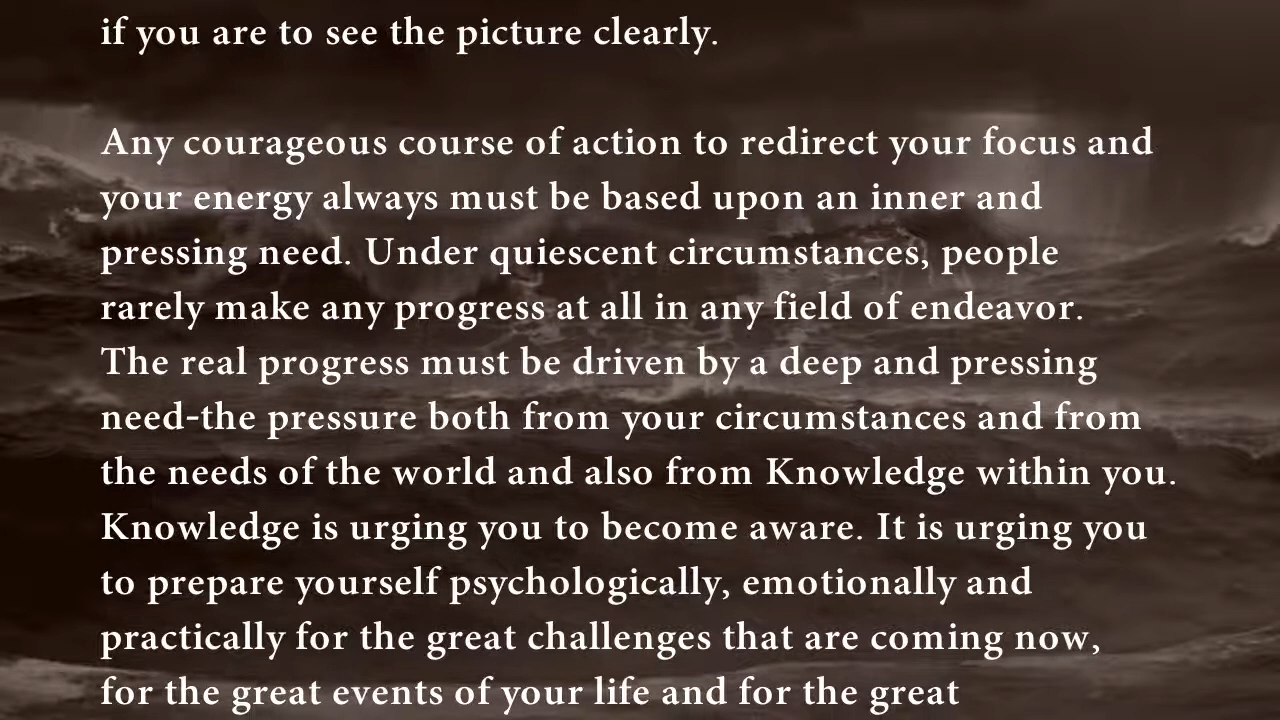 if you are to see the picture clearly.
Any courageous course of action to redirect your focus and
your energy always must be based upon an inner and
pressing need. Under quiescent circumstances, people
rarely make any progress at all in any field of endeavor.
The real progress must be driven by a deep and pressing
need-the pressure both from your circumstances and from
the needs of the world and also from Knowledge within you.
Knowledge is urging you to become aware. It is urging you
to prepare yourself psychologically, emotionally and
practically for the great challenges that are coming now,
for the great events of your life and for the great